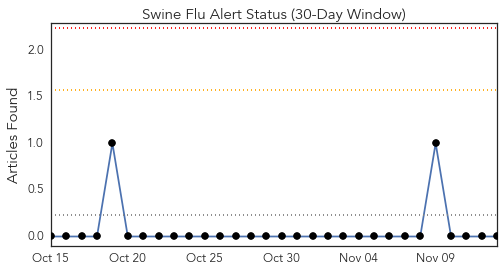 Swine Flu Alert Status (30-Day Window)
Articles Found
2.0
1.5
1.0
0.5
0.0
Oct 15 Oct 20 Oct 25 Oct 30 Nov 04 Nov 09